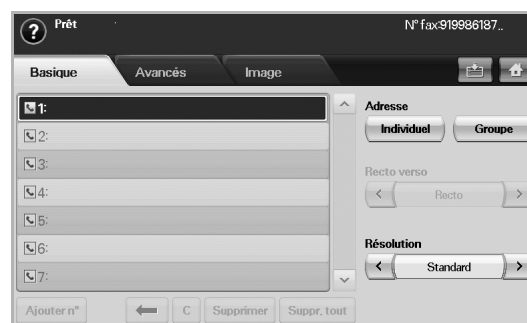 ? Prêt N° fax:919986187..
Basique Avancés Image
1:
2:
3:
4:
5:
6:
7:
Adresse
Individuel Groupe
Recto verso
< Recto >
Résolution
< Standard >
Ajouter n° C Supprimer Suppr. tout